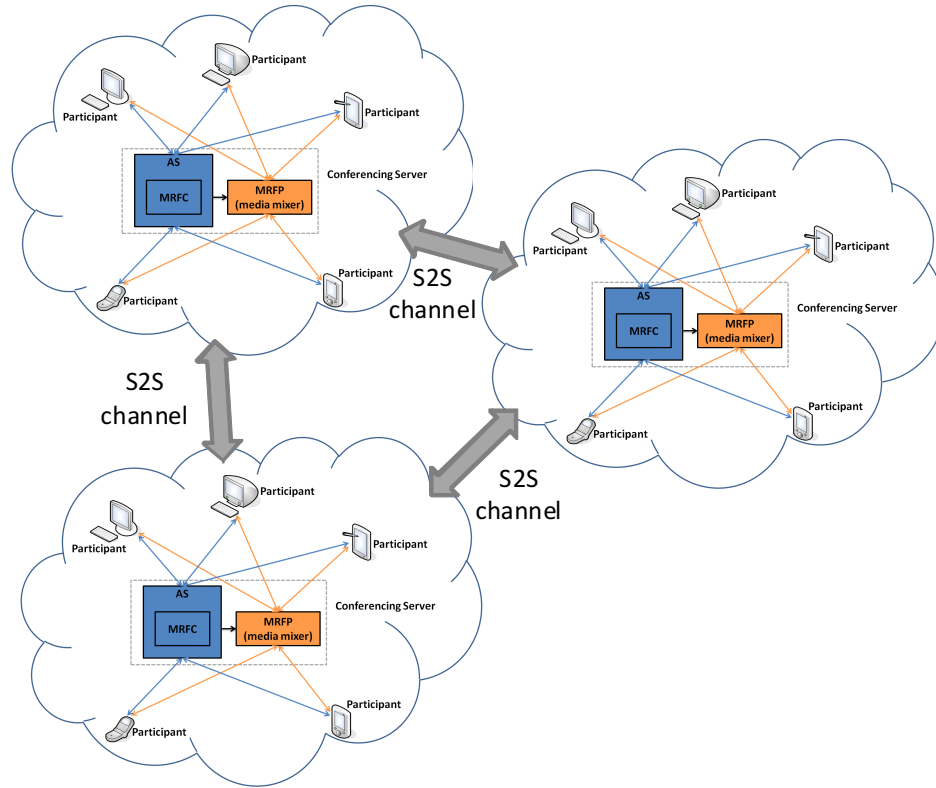 Participant
Participant
Participant
AS
MRFC
MRFP
(media mixer)
Conferencing Server
Participant
Participant
S2S
channel
Participant
Participant
Participant
AS
MRFC
MRFP
(media mixer)
Conferencing Server
Participant
Participant
S2S
channel
S2S
channel
Participant
Participant
Participant
AS
MRFC
MRFP
(media mixer)
Conferencing Server
Participant
Participant